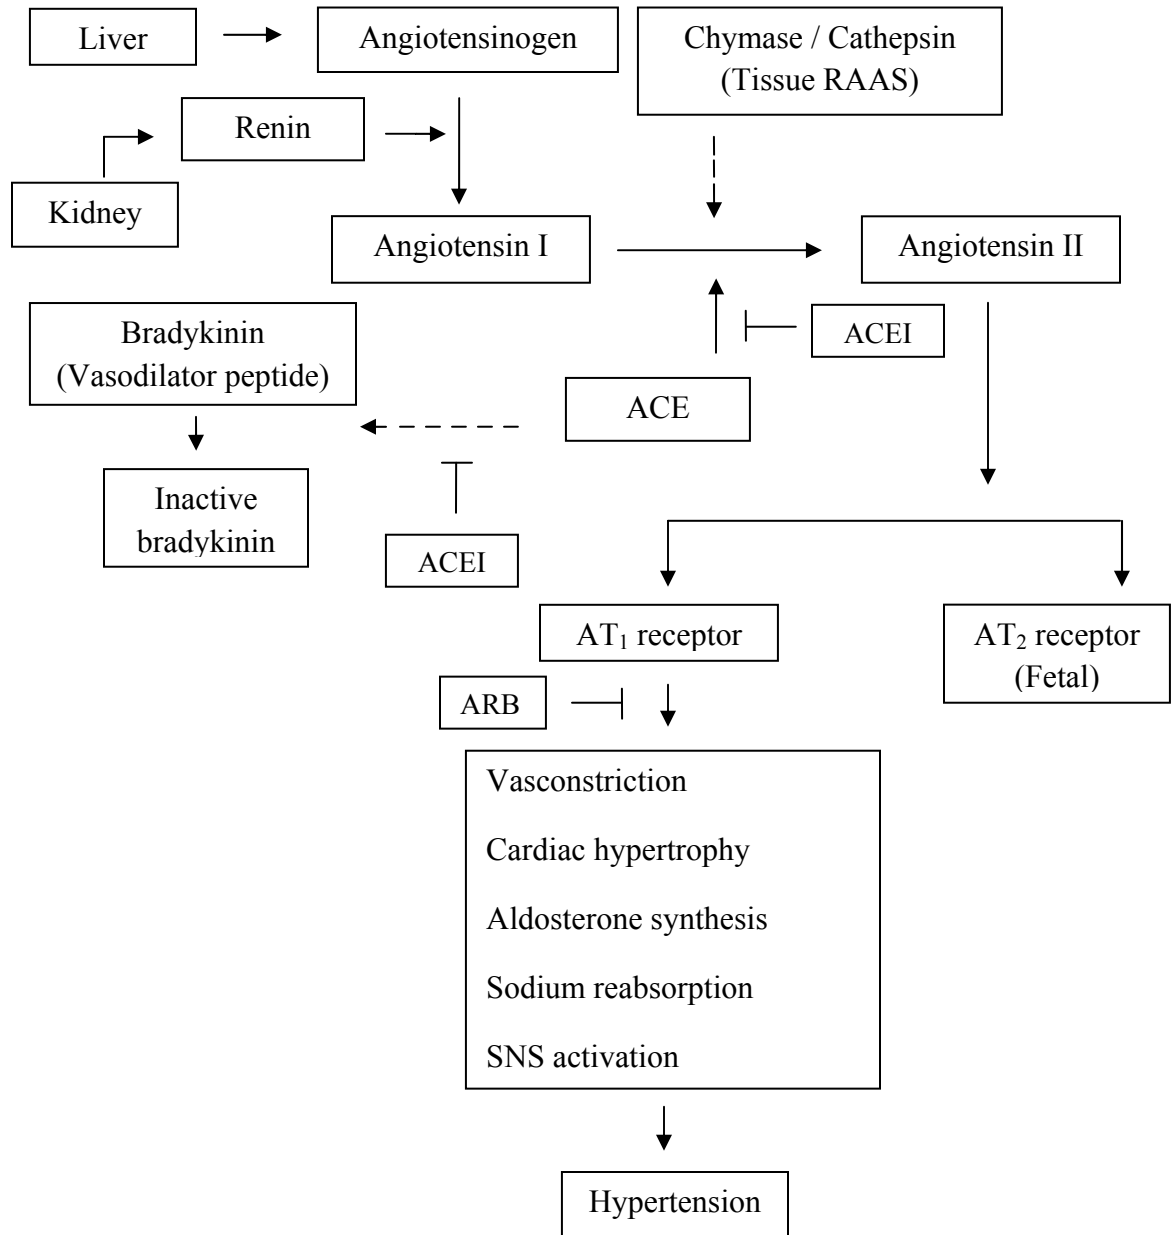 Liver
Angiotensinogen
Chymase / Cathepsin
(Tissue RAAS)
Renin
Kidney
Angiotensin I
Angiotensin II
Bradykinin
(Vasodilator peptide)
ACEI
ACE
Inactive
bradykinin
ACEI
AT₁ receptor
AT₂ receptor
(Fetal)
ARB
Vasconstriction
Cardiac hypertrophy
Aldosterone synthesis
Sodium reabsorption
SNS activation
Hypertension